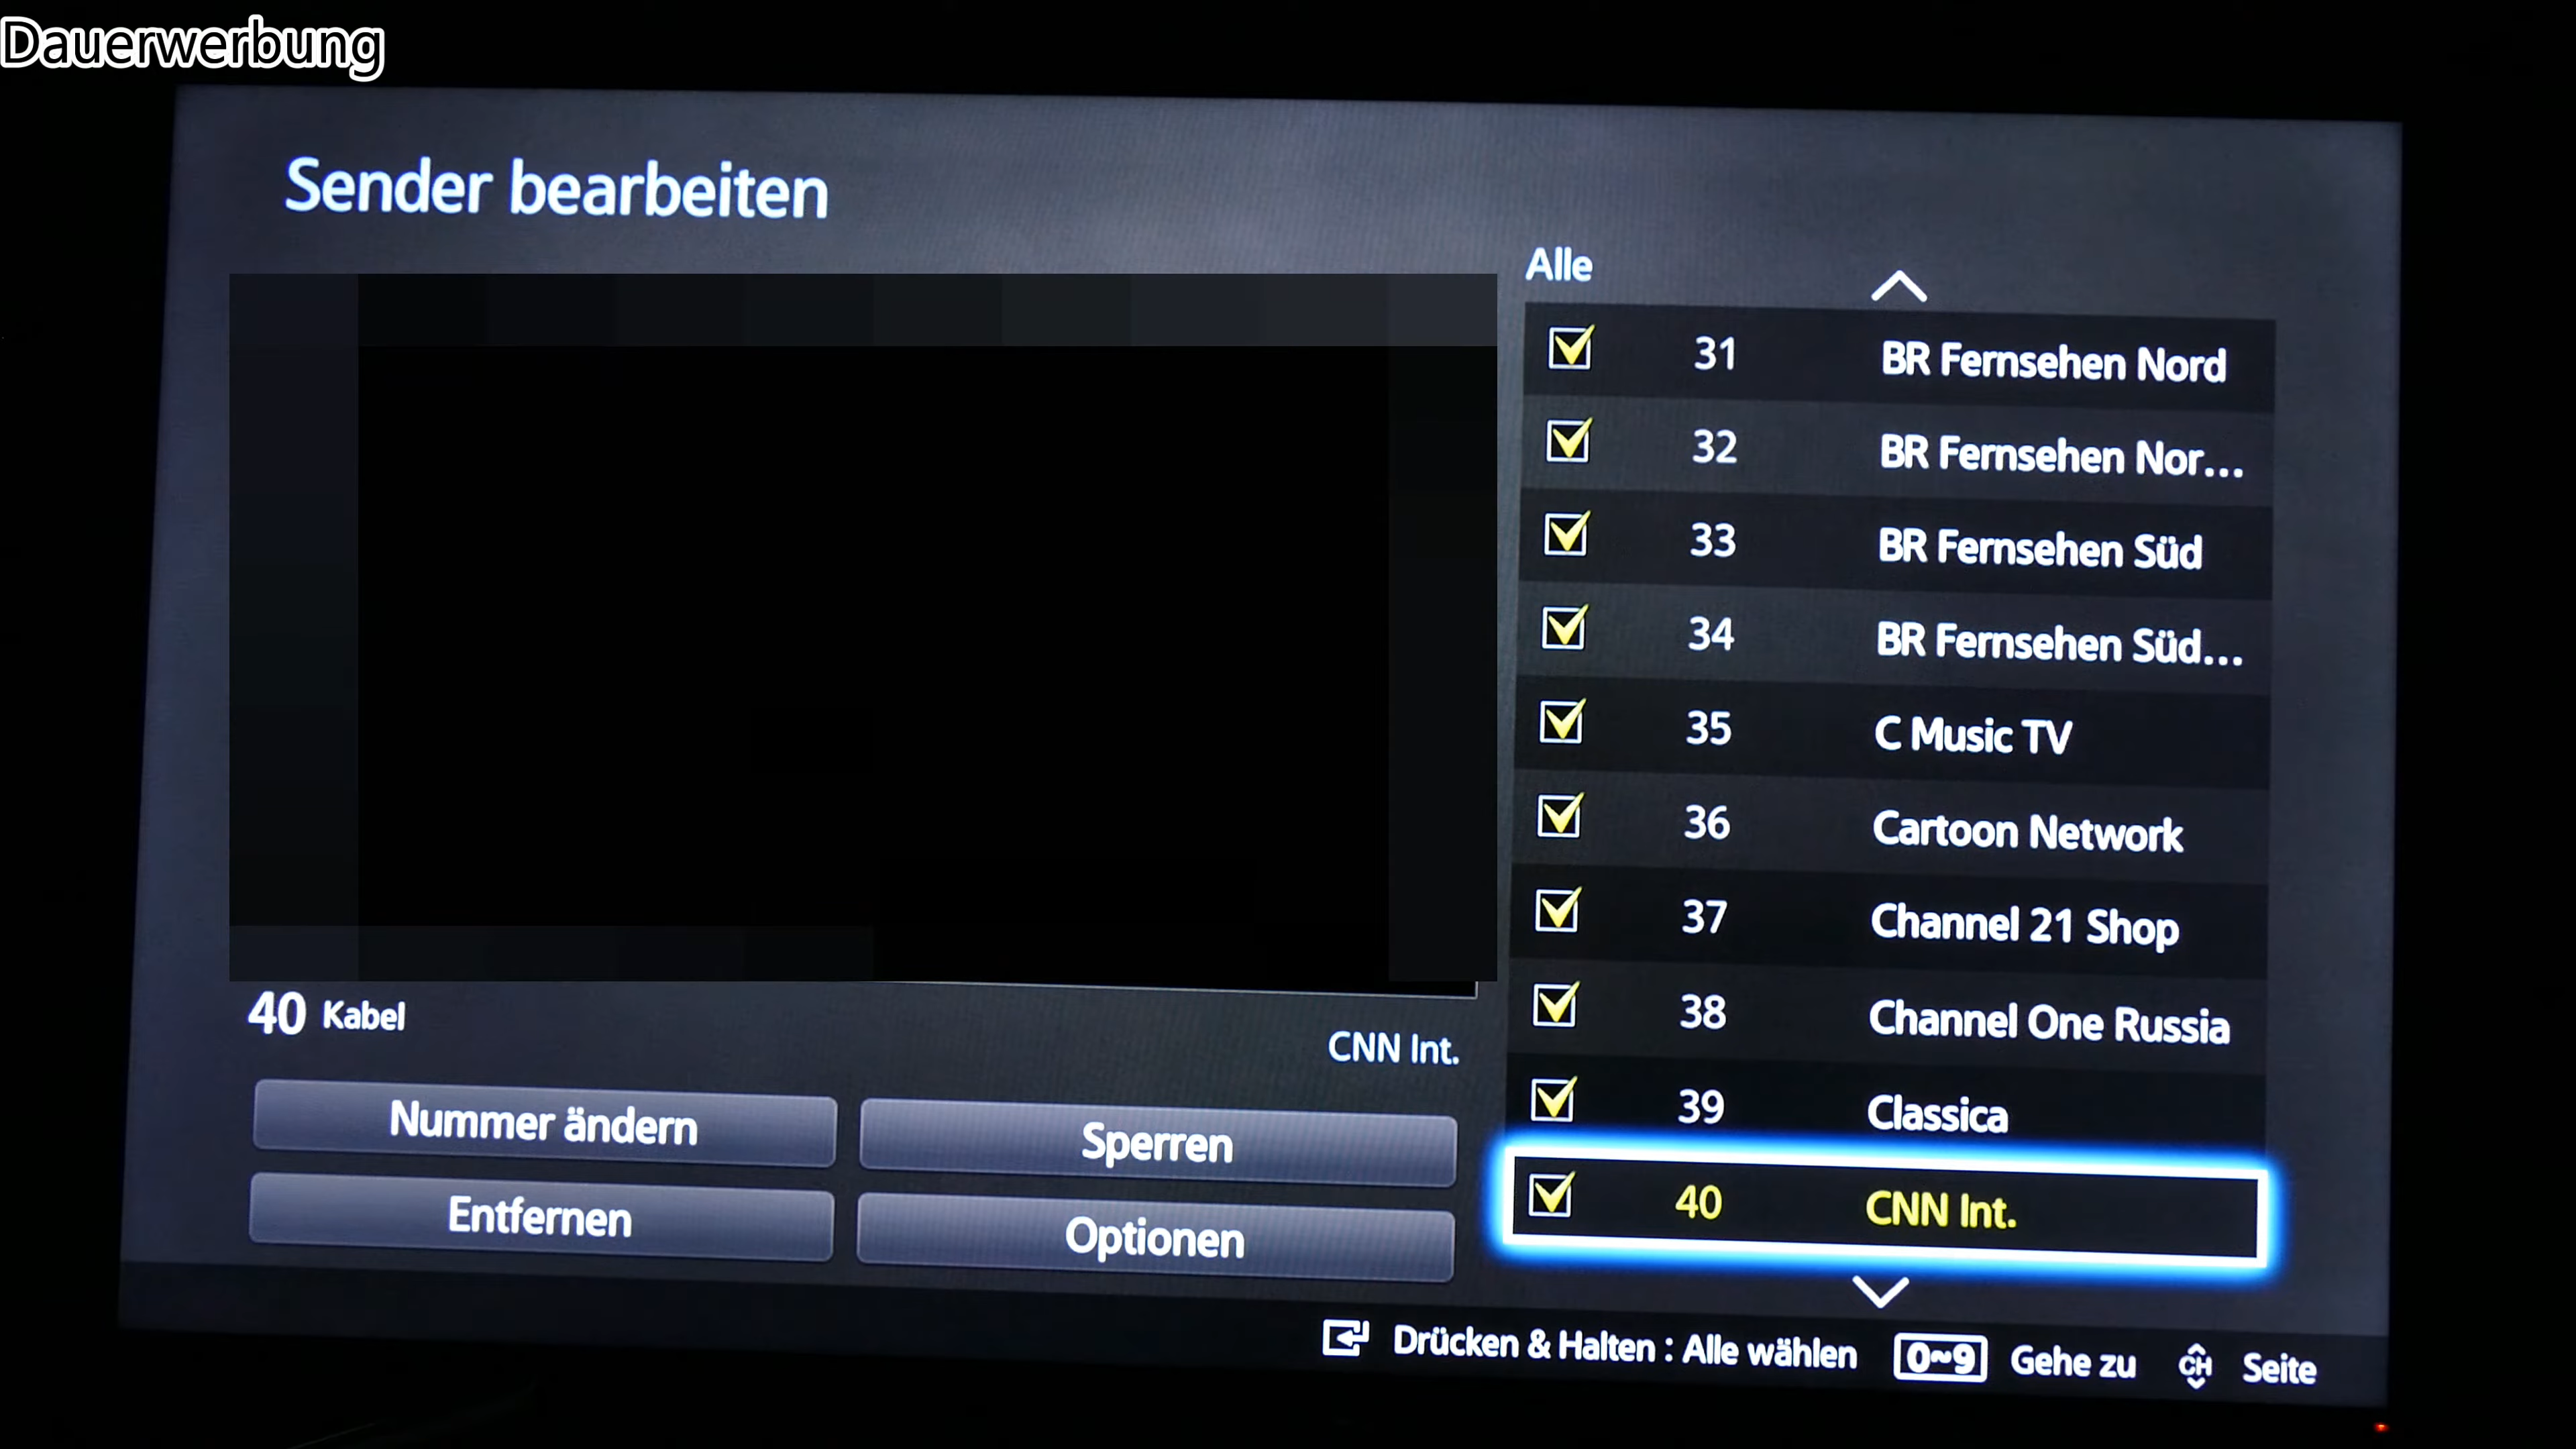 Dauerwerbung
Sender bearbeiten
Alle
31 BR Fernsehen Nord
32 BR Fernsehen Nor...
33 BR Fernsehen Süd
34 BR Fernsehen Süd...
35 C Music TV
36 Cartoon Network
37 Channel 21 Shop
38 Channel One Russia
39 Classica
40 CNN Int.
40 Kabel
CNN Int.
Nummer ändern
Sperren
Entfernen
Optionen
Drücken & Halten : Alle wählen 0~9 Gehe zu CH Seite